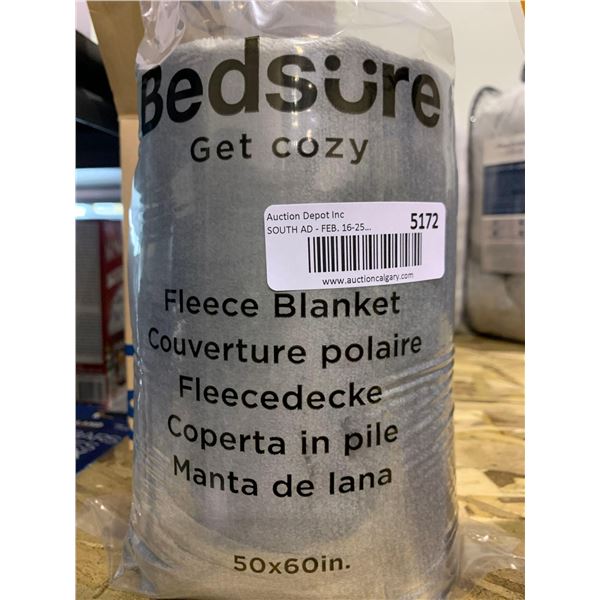 Bedsüre
Get cozy
Auction Depot Inc
SOUTH AD - FEB. 16-25...
5172
www.auctioncalgary.com
Fleece Blanket
Couverture polaire
Fleecedecke
Coperta in pile
Manta de lana
50x60in.